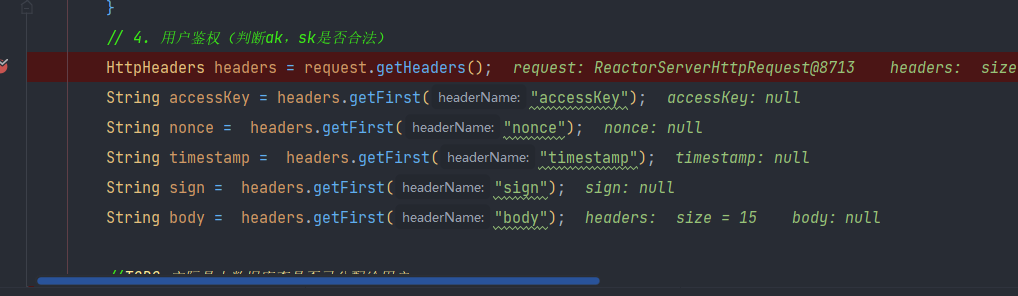 }
// 4. 用户鉴权（判断ak，sk是否合法）
HttpHeaders headers = request.getHeaders(); request: ReactorServerHttpRequest@8713 headers: size
String accessKey = headers.getFirst( headerName: "accessKey"); accessKey: null
String nonce = headers.getFirst( headerName: "nonce"); nonce: null
String timestamp = headers.getFirst( headerName: "timestamp"); timestamp: null
String sign = headers.getFirst( headerName: "sign"); sign: null
String body = headers.getFirst( headerName: "body"); headers: size = 15 body: null
//TODO